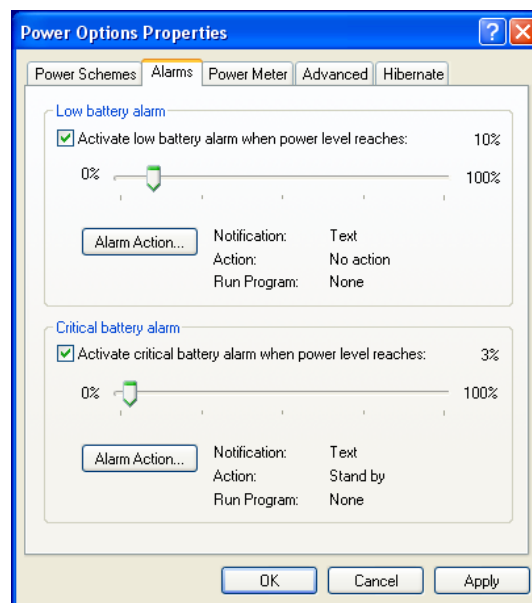 Power Options Properties
Power Schemes Alarms Power Meter Advanced Hibernate
Low battery alarm
Activate low battery alarm when power level reaches: 10%
0% 100%
Alarm Action... Notification: Text
Action: No action
Run Program: None
Critical battery alarm
Activate critical battery alarm when power level reaches: 3%
0% 100%
Alarm Action... Notification: Text
Action: Stand by
Run Program: None
OK Cancel Apply